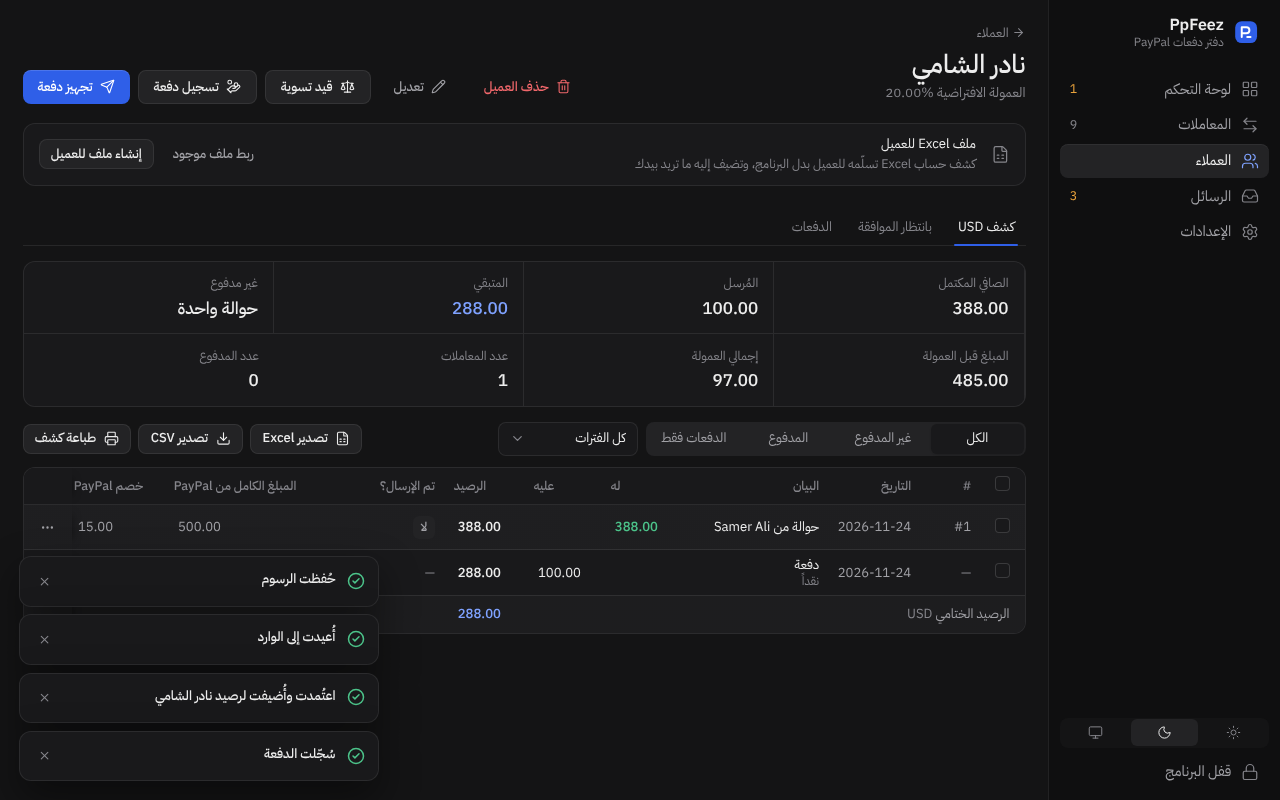 PpFeez
دفتر دفعات PayPal
لوحة التحكم 1
المعاملات 9
العملاء
الرسائل 3
الإعدادات
قفل البرنامج
العملاء
نادر الشامي
العمولة الافتراضية 20.00%
حذف العميل
تعديل
قيد تسوية
تسجيل دفعة
تجهيز دفعة
ملف Excel للعميل
كشف حساب Excel تسلّمه للعميل بدل البرنامج، وتضيف إليه ما تريد بيدك
ربط ملف موجود
إنشاء ملف للعميل
كشف USD
بانتظار الموافقة
الدفعات
الصافي المكتمل
388.00
المُرسل
100.00
المتبقي
288.00
غير مدفوع
حوالة واحدة
المبلغ قبل العمولة
485.00
إجمالي العمولة
97.00
عدد المعاملات
1
عدد المدفوع
0
الكل
غير المدفوع
المدفوع
الدفعات فقط
كل الفترات
تصدير Excel
تصدير CSV
طباعة كشف
# التاريخ البيان له عليه الرصيد تم الإرسال؟ المبلغ الكامل من PayPal خصم PayPal
#1 2026-11-24 حوالة من Samer Ali 388.00 388.00 لا 500.00 15.00
— 2026-11-24 دفعة 100.00 288.00 —
نقداً
الرصيد الختامي USD 288.00
حُفظت الرسوم
أُعيدت إلى الوارد
اعتُمدت وأُضيفت لرصيد نادر الشامي
سُجّلت الدفعة